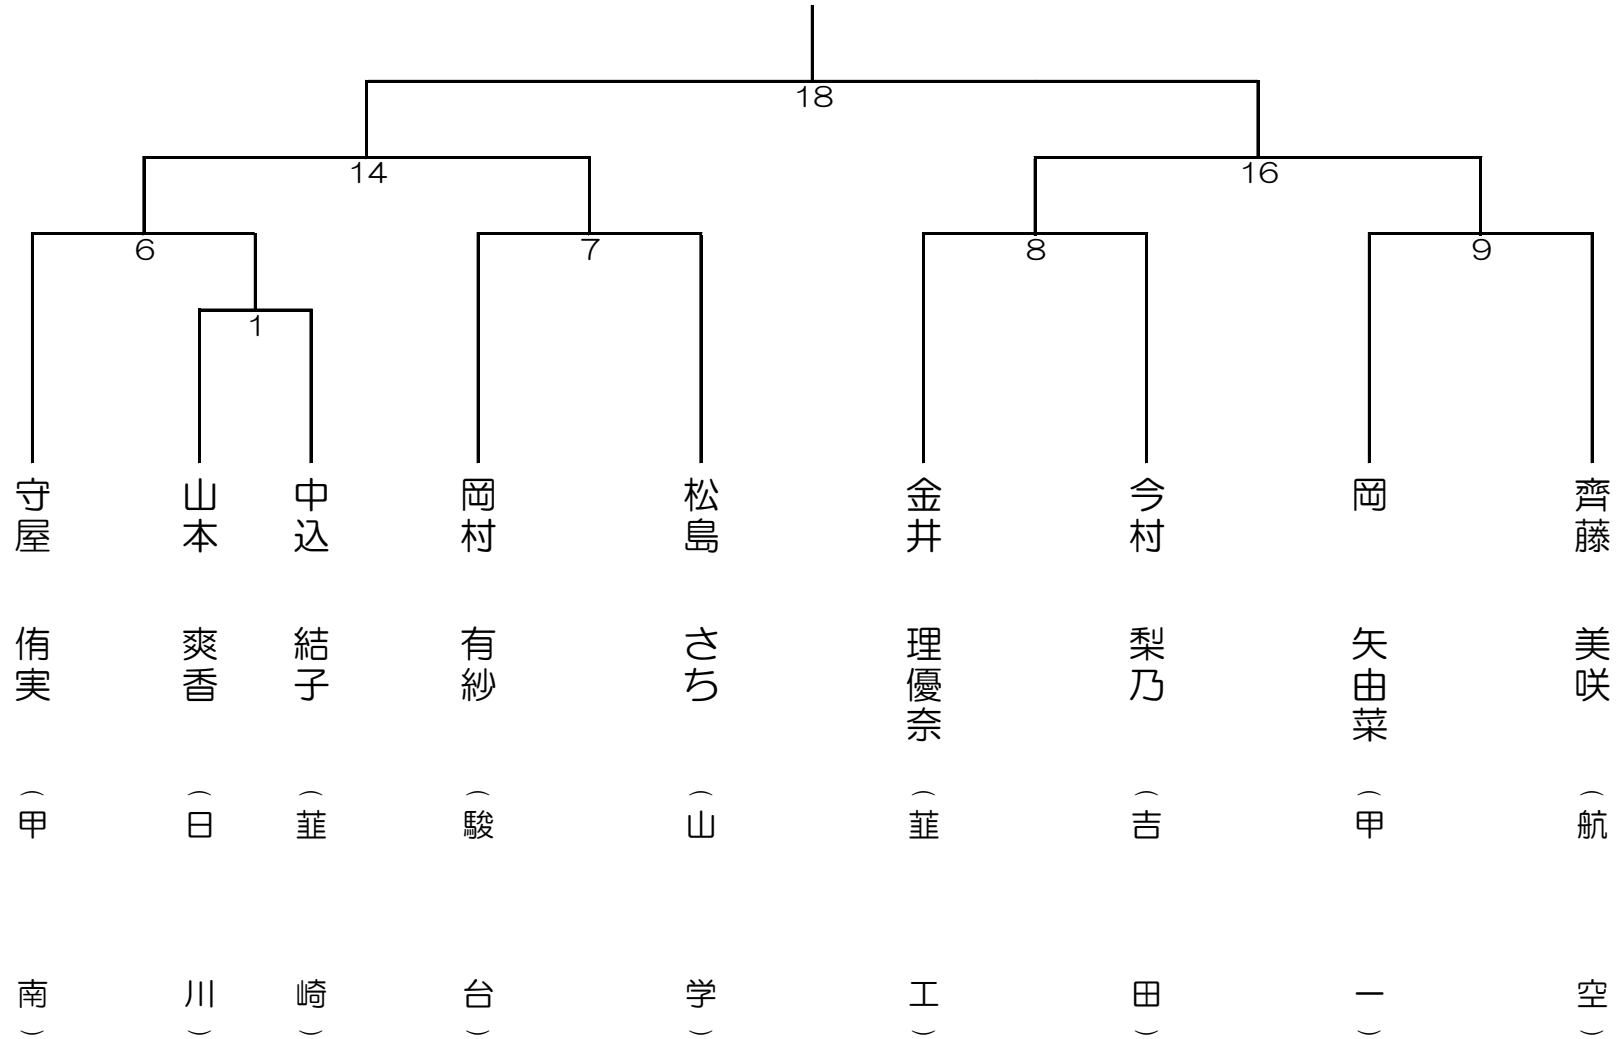 18
14
16
6
7
8
9
1
守屋 侑実 （甲 南）
山本 爽香 （日 川）
中込 結子 （韮 崎）
岡村 有紗 （駿 台）
松島 さち （山 学）
金井 理優奈 （韮 工）
今村 梨乃 （吉 田）
岡 矢由菜 （甲 一）
齊藤 美咲 （航 空）